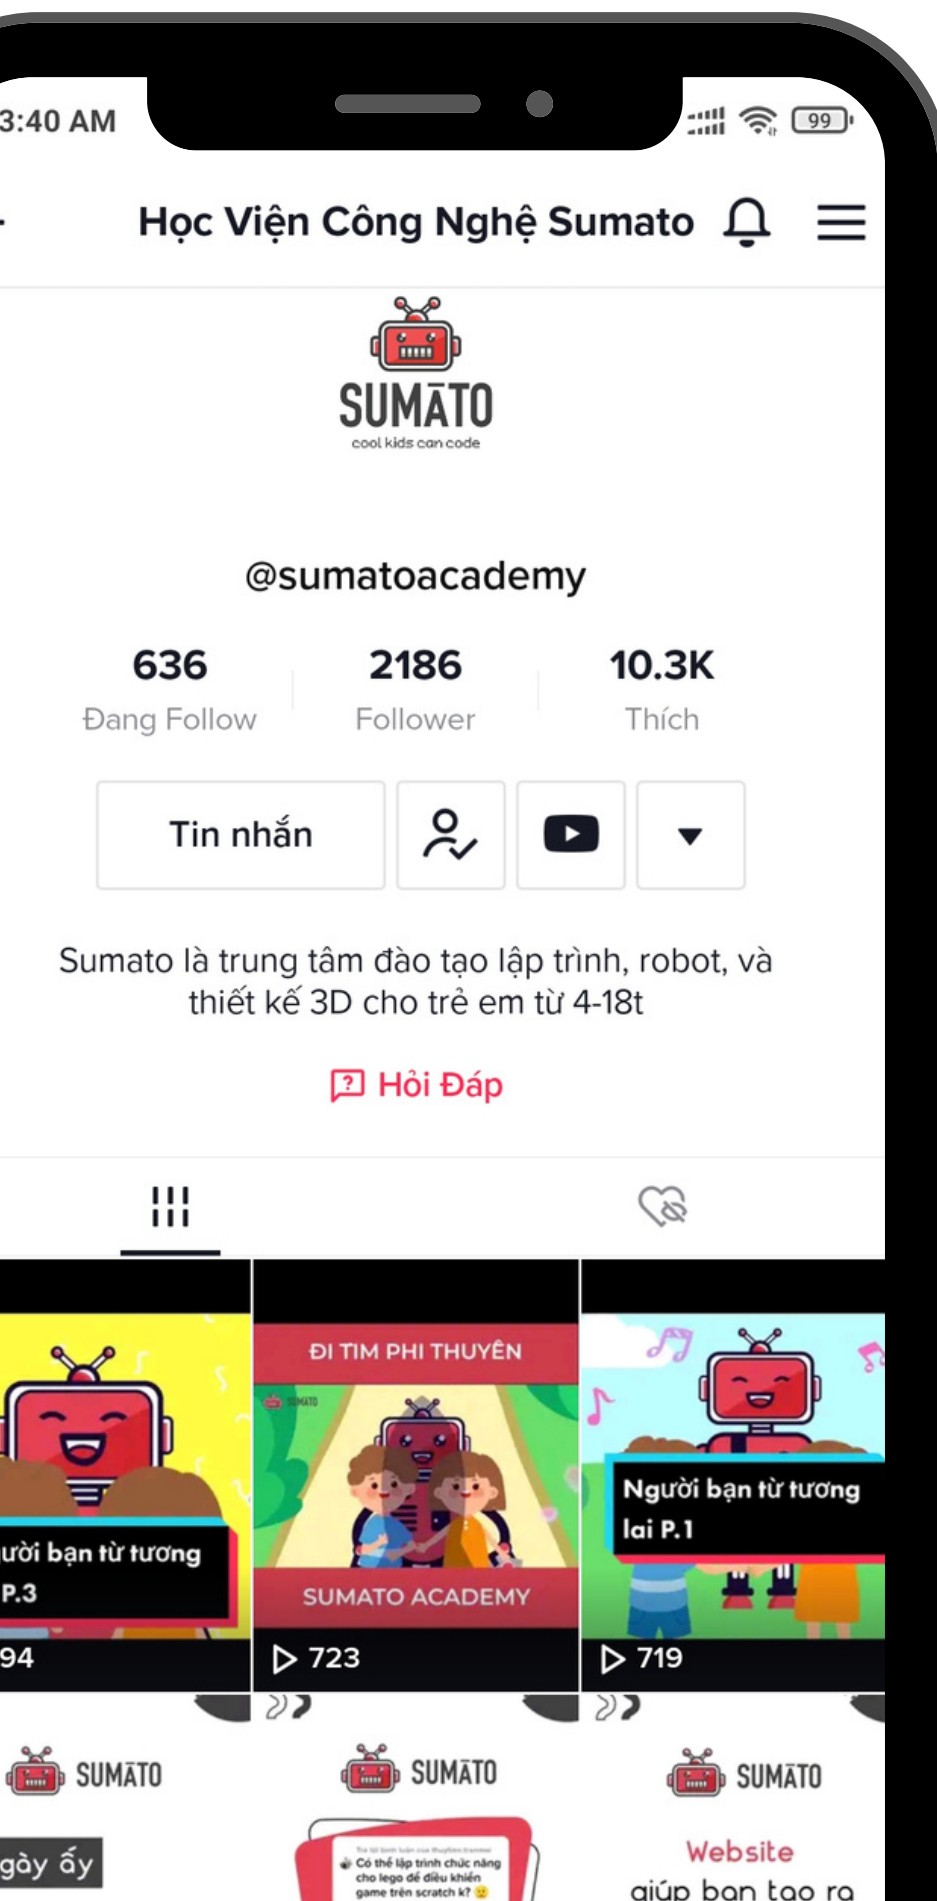 3:40 AM
99
Học Viện Công Nghệ Sumato
SUMĀTO
cool kids can code
@sumatoacademy
636
2186
10.3K
Đang Follow
Follower
Thích
Tin nhắn
Sumato là trung tâm đào tạo lập trình, robot, và
thiết kế 3D cho trẻ em từ 4-18t
Hỏi Đáp
ười bạn từ tương
P.3
94
ĐI TÌM PHI THUYỀN
SUMATO
SUMATO ACADEMY
723
Người bạn từ tương
lai P.1
719
SUMĀTO
gày ấy
SUMĀTO
Có thể lập trình chức năng
cho lego để điều khiển
game trên scratch k? 😟
SUMĀTO
Website
giúp bạn tạo ra